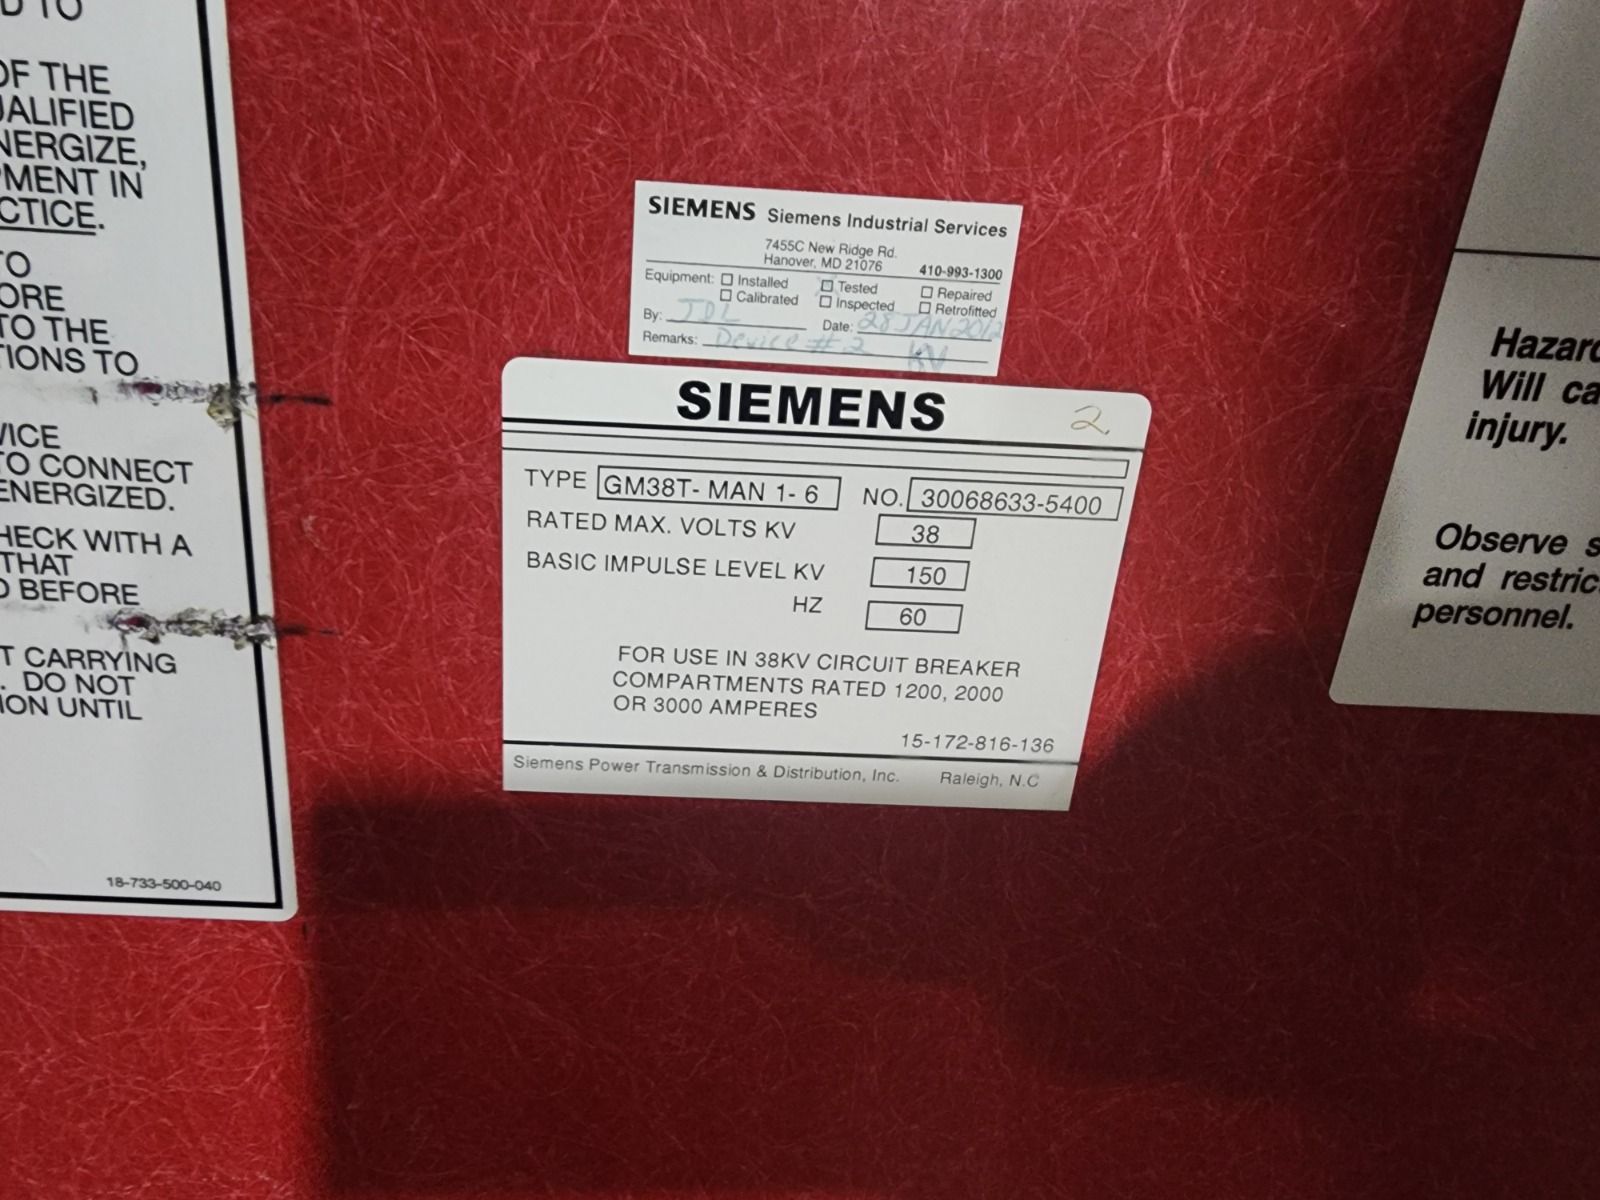 D TO
OF THE
UALIFIED
NERGIZE,
PMENT IN
CTICE.
TO
ORE
TO THE
TIONS TO
VICE
TO CONNECT
ENERGIZED.
HECK WITH A
THAT
D BEFORE
T CARRYING
. DO NOT
ION UNTIL
18-733-500-040
SIEMENS Siemens Industrial Services
7455C New Ridge Rd.
Hanover, MD 21076 410-993-1300
Equipment: Installed Tested Repaired
Calibrated Inspected Retrofitted
By: JDL Date: 28 JAN 2012
Remarks: Device # 2 KV
SIEMENS 2
TYPE GM38T- MAN 1- 6 NO. 30068633-5400
RATED MAX. VOLTS KV 38
BASIC IMPULSE LEVEL KV 150
HZ 60
FOR USE IN 38KV CIRCUIT BREAKER
COMPARTMENTS RATED 1200, 2000
OR 3000 AMPERES
15-172-816-136
Siemens Power Transmission & Distribution, Inc. Raleigh, N.C
Hazard
Will ca
injury.
Observe s
and restric
personnel.